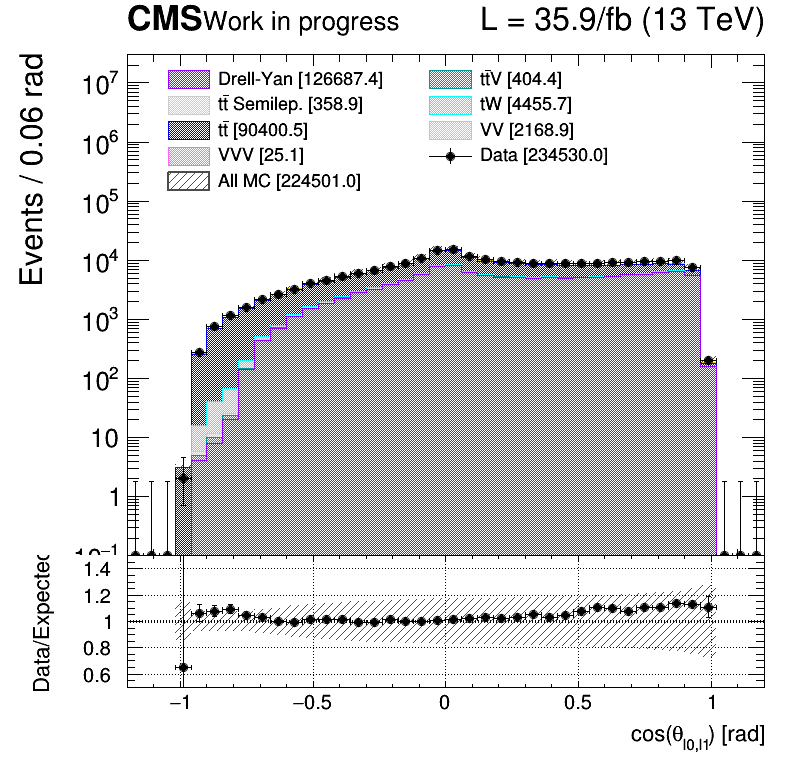 CMS Work in progress L = 35.9/fb (13 TeV)
Events / 0.06 rad
Drell-Yan [126687.4]
tt̄ Semilep. [358.9]
tt̄ [90400.5]
VVV [25.1]
All MC [224501.0]
tt̄V [404.4]
tW [4455.7]
VV [2168.9]
Data [234530.0]
10⁷
10⁶
10⁵
10⁴
10³
10²
10
1
10⁻¹
Data/Expected
1.4
1.2
1
0.8
0.6
−1 −0.5 0 0.5 1
cos(θ_l0,l1) [rad]